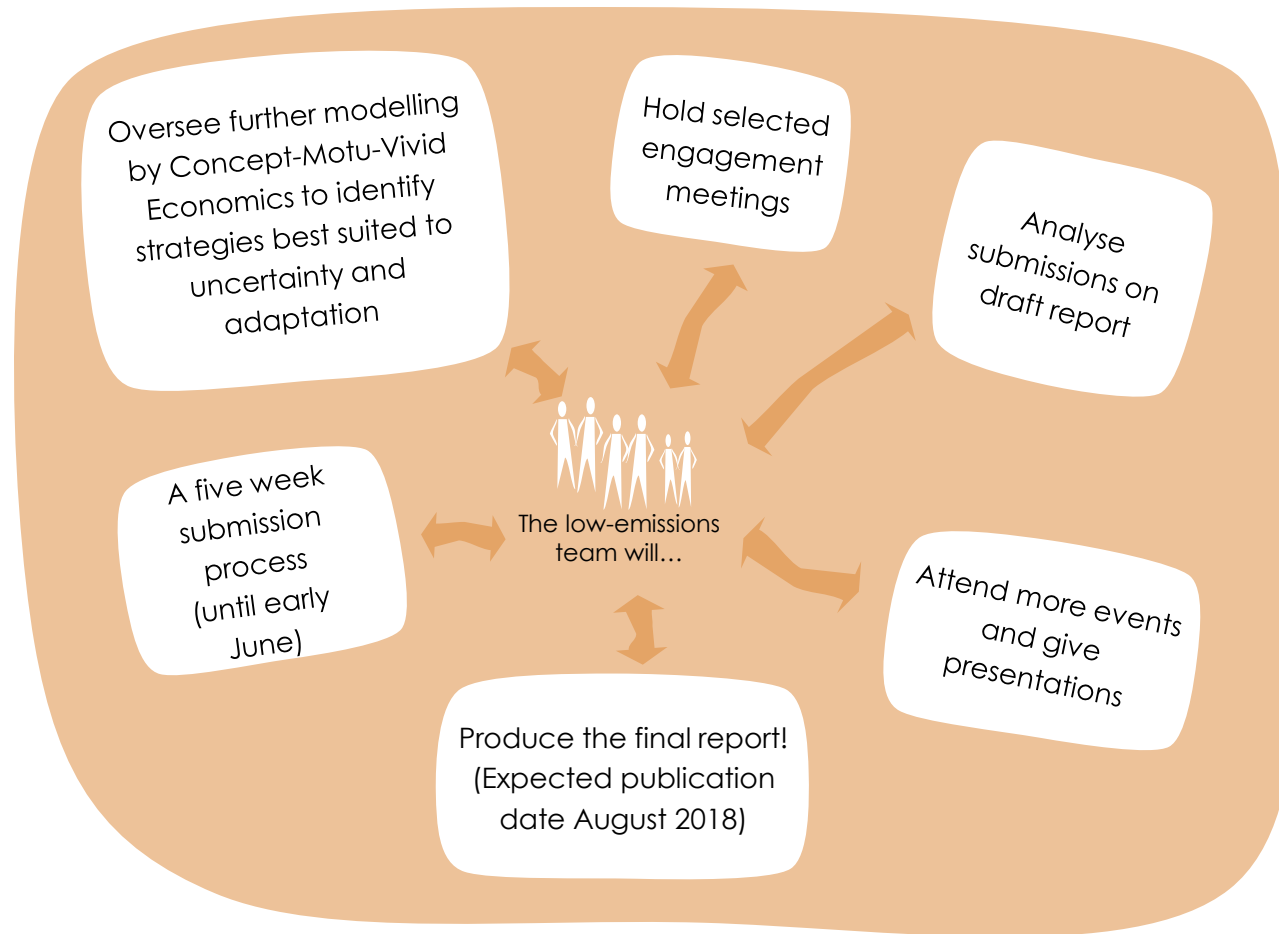 Oversee further modelling
by Concept-Motu-Vivid
Economics to identify
strategies best suited to
uncertainty and
adaptation
Hold selected
engagement
meetings
Analyse
submissions on
draft report
A five week
submission
process
(until early
June)
The low-emissions
team will…
Attend more events
and give
presentations
Produce the final report!
(Expected publication
date August 2018)